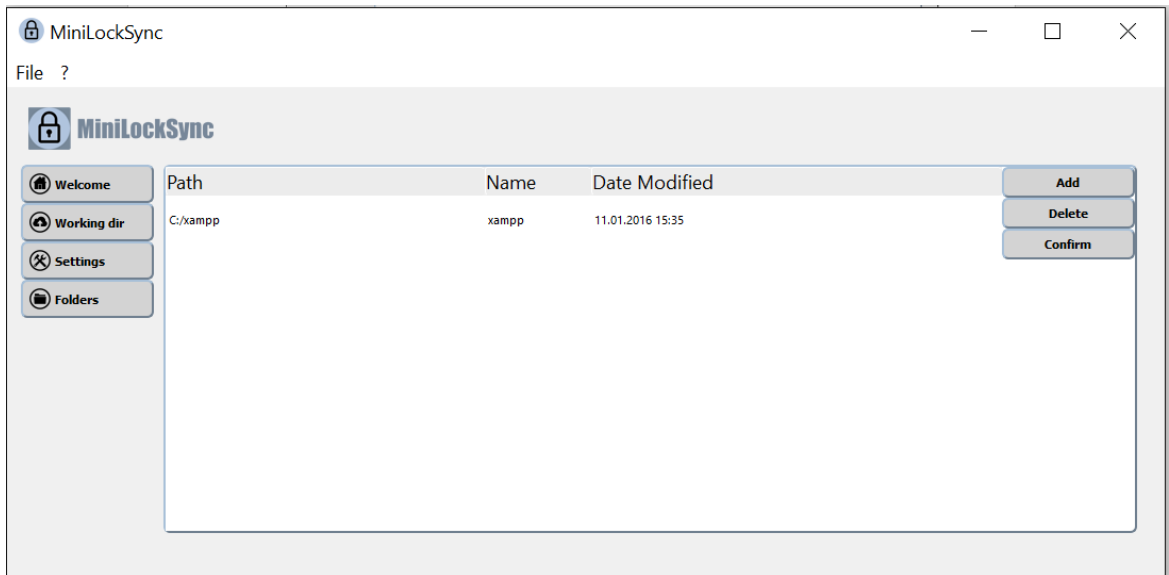 MiniLockSync
File ?
MiniLockSync
Welcome
Working dir
Settings
Folders
Path Name Date Modified
C:/xampp xampp 11.01.2016 15:35
Add
Delete
Confirm